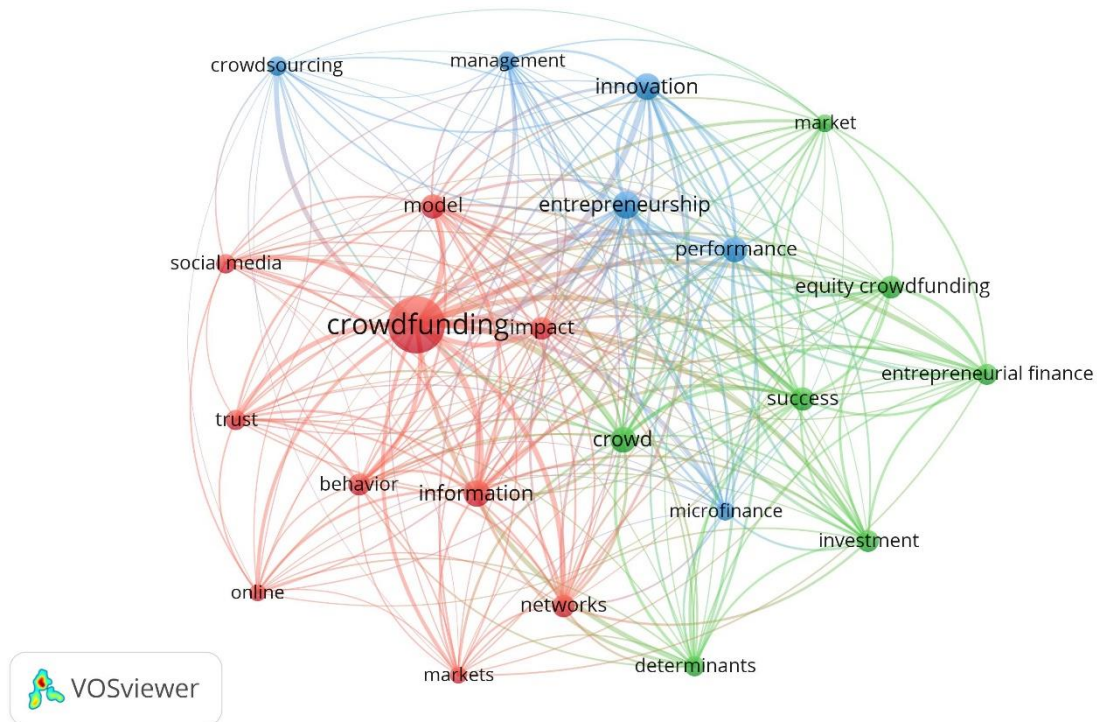 crowdsourcing
management
innovation
market
model
entrepreneurship
performance
social media
equity crowdfunding
crowdfunding
impact
entrepreneurial finance
success
trust
crowd
behavior
information
microfinance
investment
online
networks
markets
determinants
VOSviewer